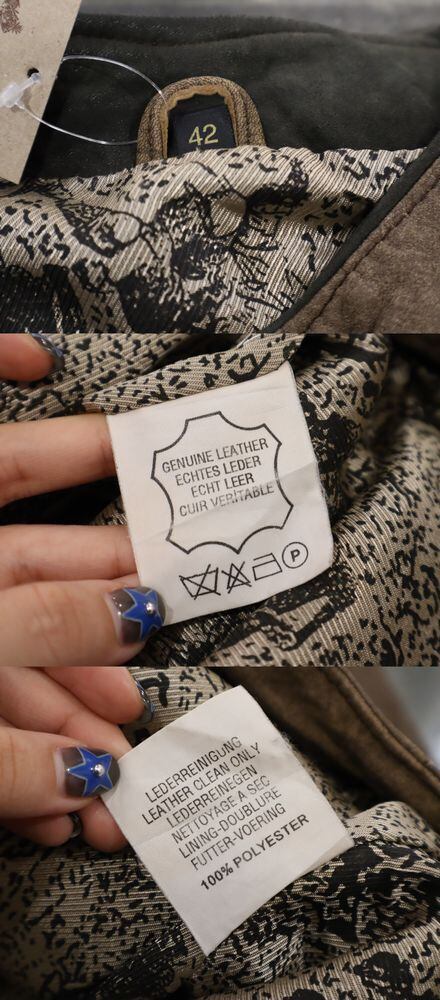 42
GENUINE LEATHER
ECHTES LEDER
ECHT LEER
CUIR VERITABLE
P
LEDERREINIGUNG
LEATHER CLEAN ONLY
LEDERREINEGEN
NETTOYAGE A SEC
LINING-DOUBLURE
FUTTER-VOERING
100% POLYESTER